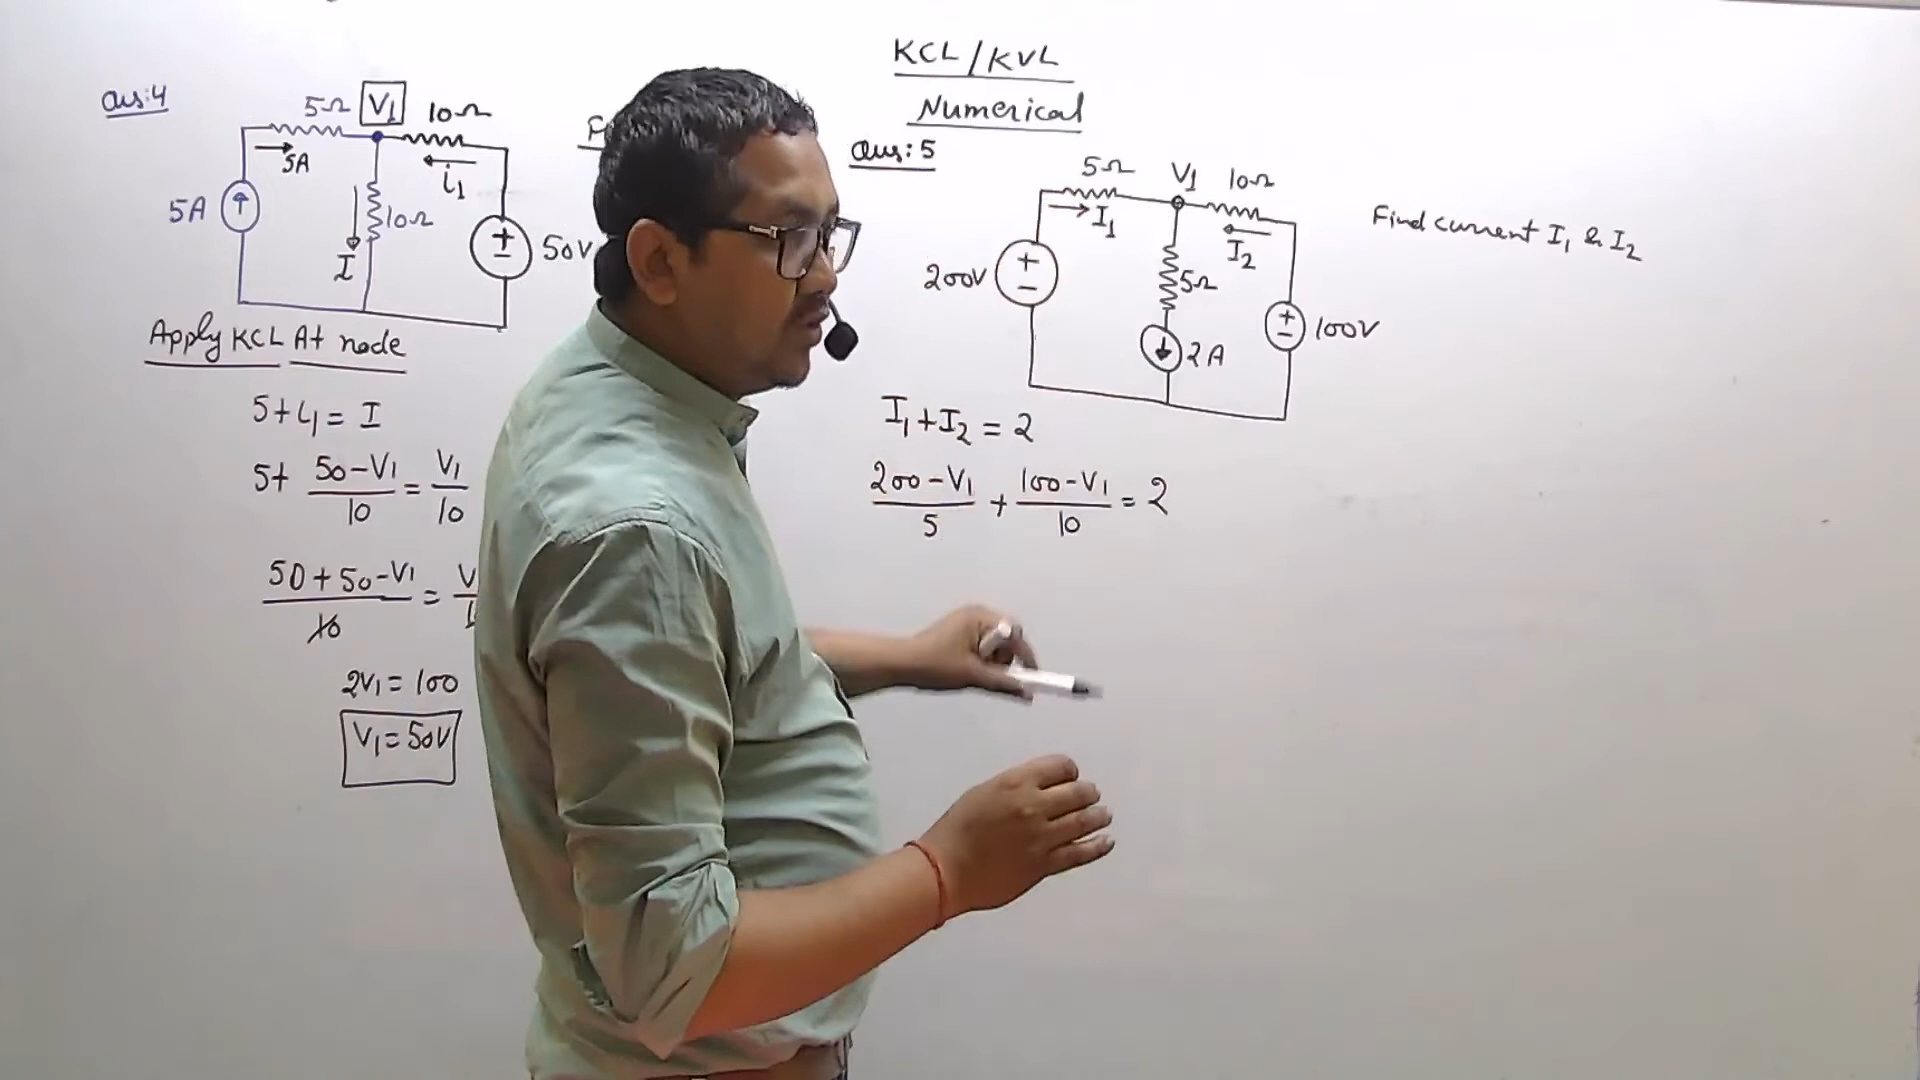 KCL/KVL
Numerical
Ques:4
5Ω V1 10Ω
5A
i1
5A
10Ω
+
-
50V
I
Apply KCL At node
5+i1 = I
5+ (50-V1)/10 = V1/10
(50+50-V1)/10 =
2V1 = 100
V1 = 50V
Ques:5
5Ω V1 10Ω
I1
I2
200V
+
-
5Ω
2A
+
-
100V
Find current I1 & I2
I1+I2 = 2
(200-V1)/5 + (100-V1)/10 = 2